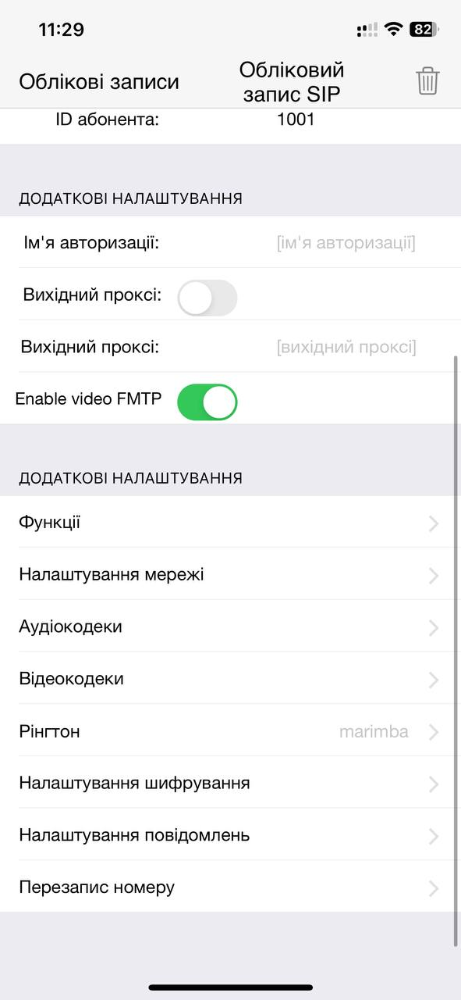 11:29
82
Облікові записи
Обліковий
запис SIP
ID абонента: 1001
ДОДАТКОВІ НАЛАШТУВАННЯ
Ім'я авторизації: [ім'я авторизації]
Вихідний проксі:
Вихідний проксі: [вихідний проксі]
Enable video FMTP
ДОДАТКОВІ НАЛАШТУВАННЯ
Функції
Налаштування мережі
Аудіокодеки
Відеокодеки
Рінгтон marimba
Налаштування шифрування
Налаштування повідомлень
Перезапис номеру